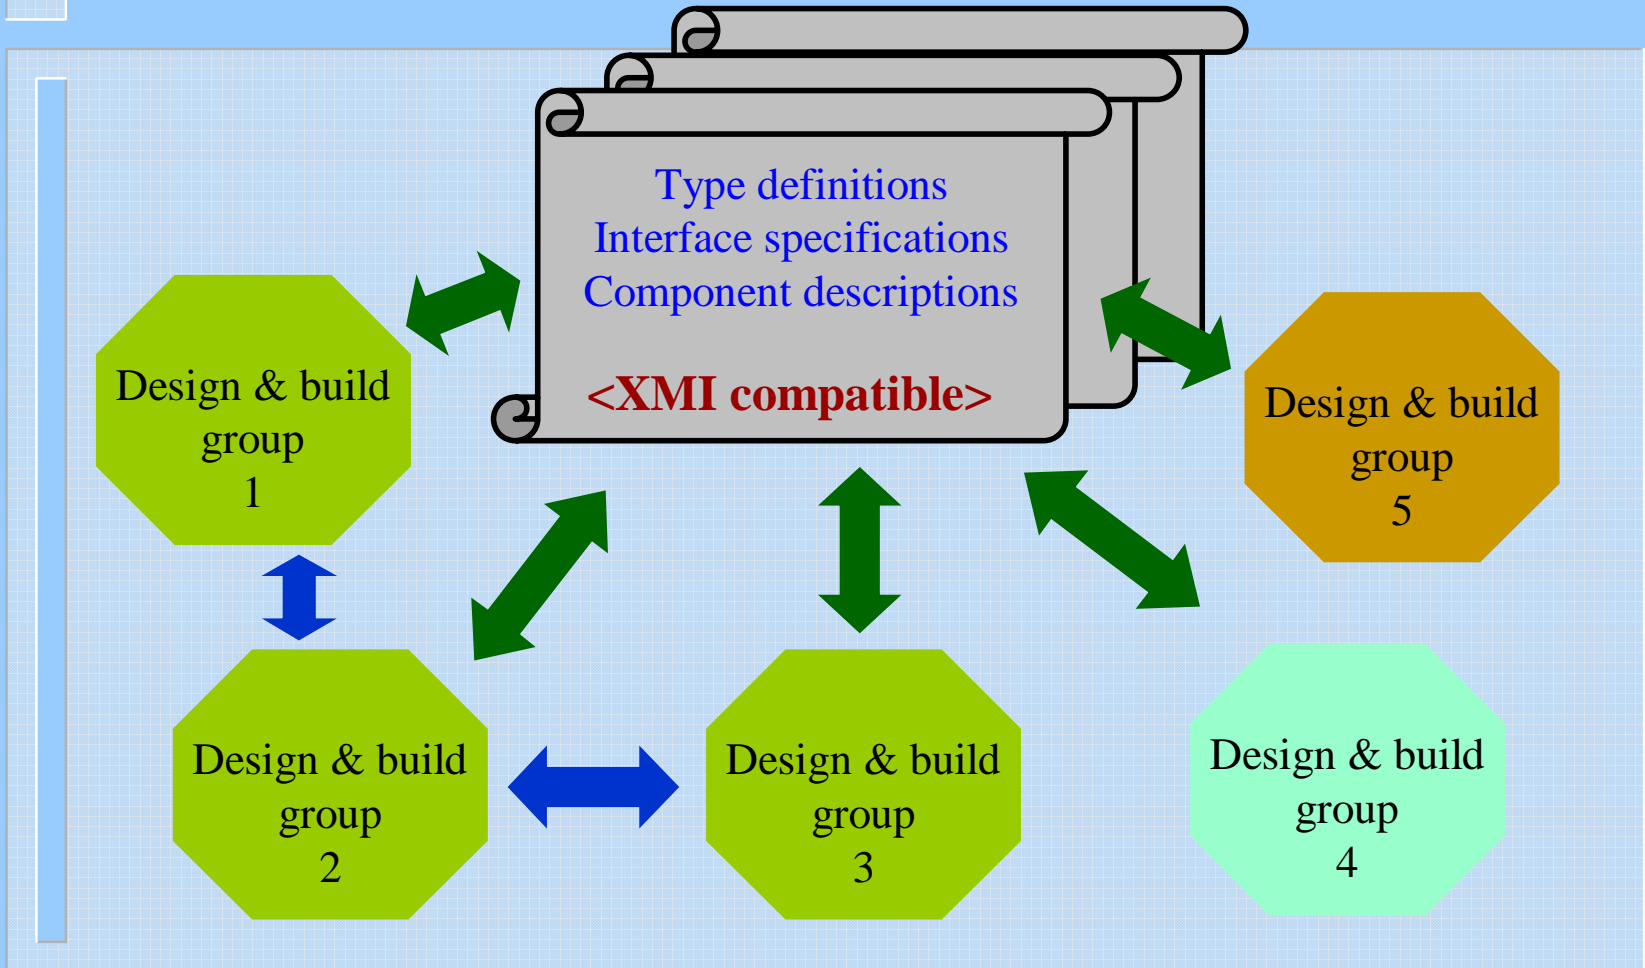 Type definitions
Interface specifications
Component descriptions
<XMI compatible>
Design & build
group
1
Design & build
group
5
Design & build
group
2
Design & build
group
3
Design & build
group
4